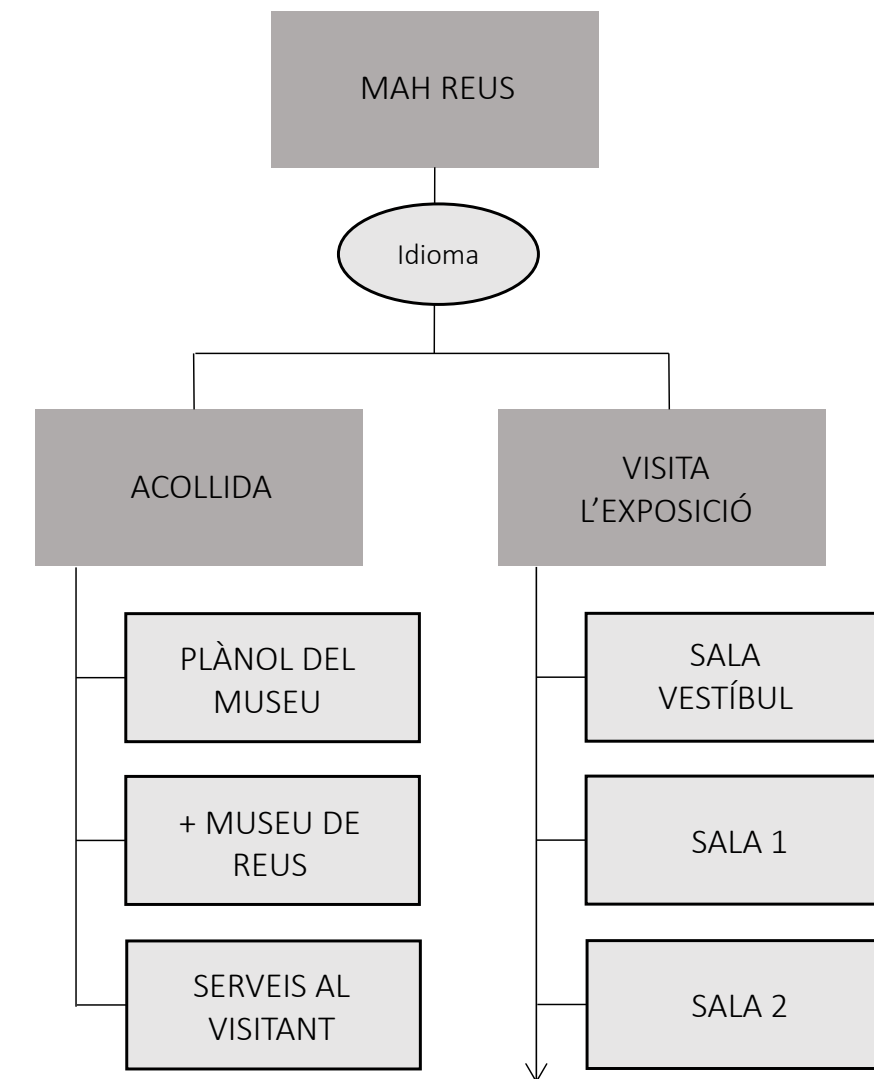 MAH REUS
Idioma
ACOLLIDA
VISITA
L’EXPOSICIÓ
PLÀNOL DEL
MUSEU
+ MUSEU DE
REUS
SERVEIS AL
VISITANT
SALA
VESTÍBUL
SALA 1
SALA 2